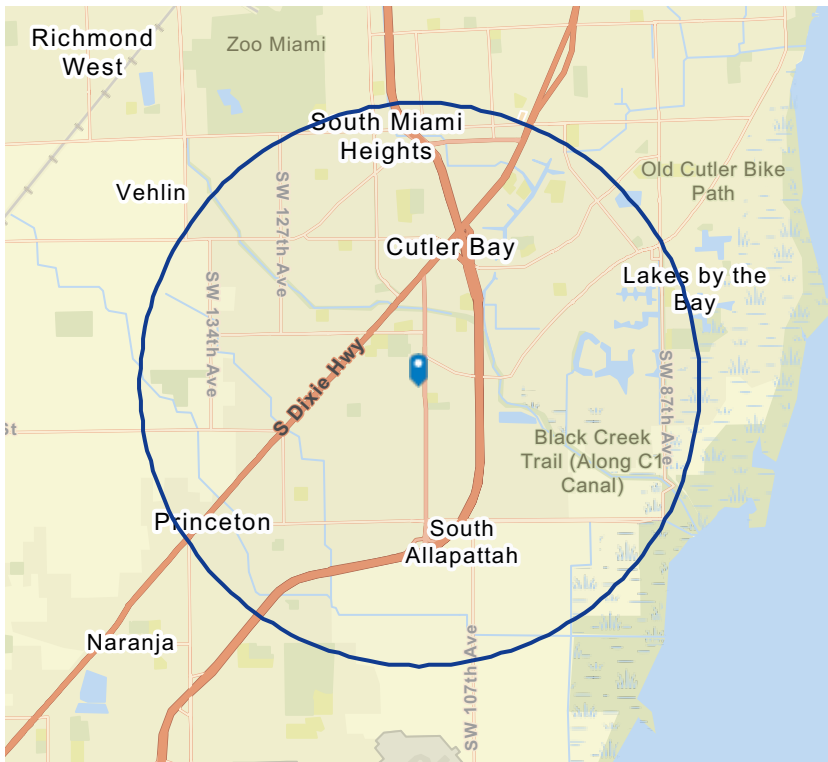 Richmond
West
Zoo Miami
South Miami
Heights
Old Cutler Bike
Path
Vehlin
SW 127th Ave
Cutler Bay
Lakes by the
Bay
SW 134th Ave
S Dixie Hwy
SW 87th Ave
St
Black Creek
Trail (Along C1
Canal)
Princeton
South
Allapattah
Naranja
SW 107th Ave